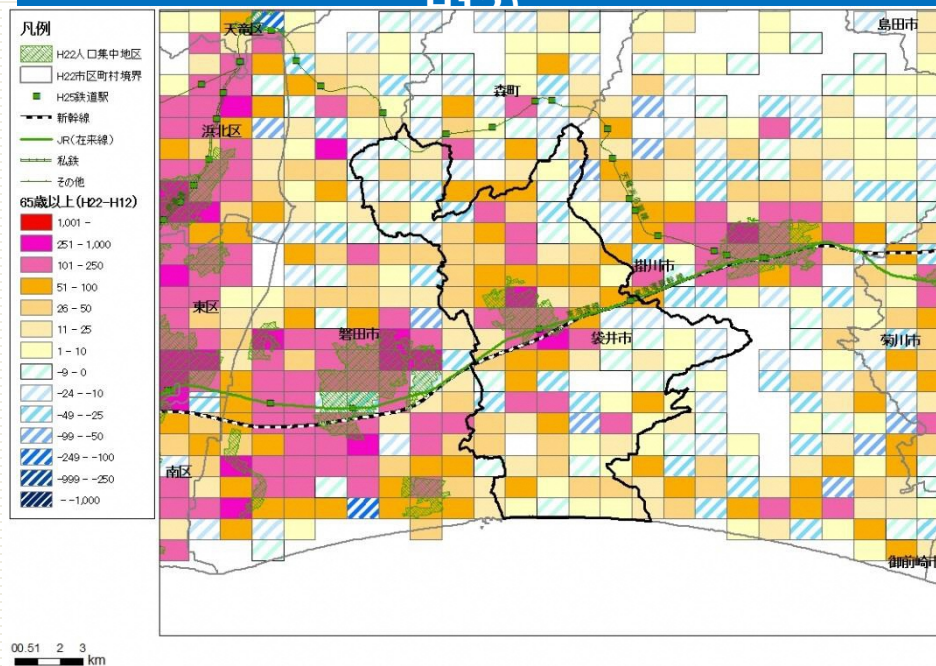 凡例
H22人口集中地区
H22市区町村境界
H25鉄道駅
新幹線
JR(在来線)
私鉄
その他
65歳以上(H22-H12)
1,001 -
251 - 1,000
101 - 250
51 - 100
26 - 50
11 - 25
1 - 10
-9 - 0
-24 - -10
-49 - -25
-99 - -50
-249 - -100
-999 - -250
- -1,000
天竜区
島田市
森町
浜北区
掛川市
東区
磐田市
袋井市
菊川市
南区
御前崎市
00.51 2 3
km